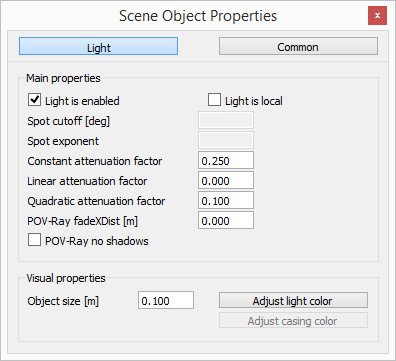 Scene Object Properties
x
Light Common
Main properties
Light is enabled Light is local
Spot cutoff [deg]
Spot exponent
Constant attenuation factor 0.250
Linear attenuation factor 0.000
Quadratic attenuation factor 0.100
POV-Ray fadeXDist [m] 0.000
POV-Ray no shadows
Visual properties
Object size [m] 0.100 Adjust light color
Adjust casing color